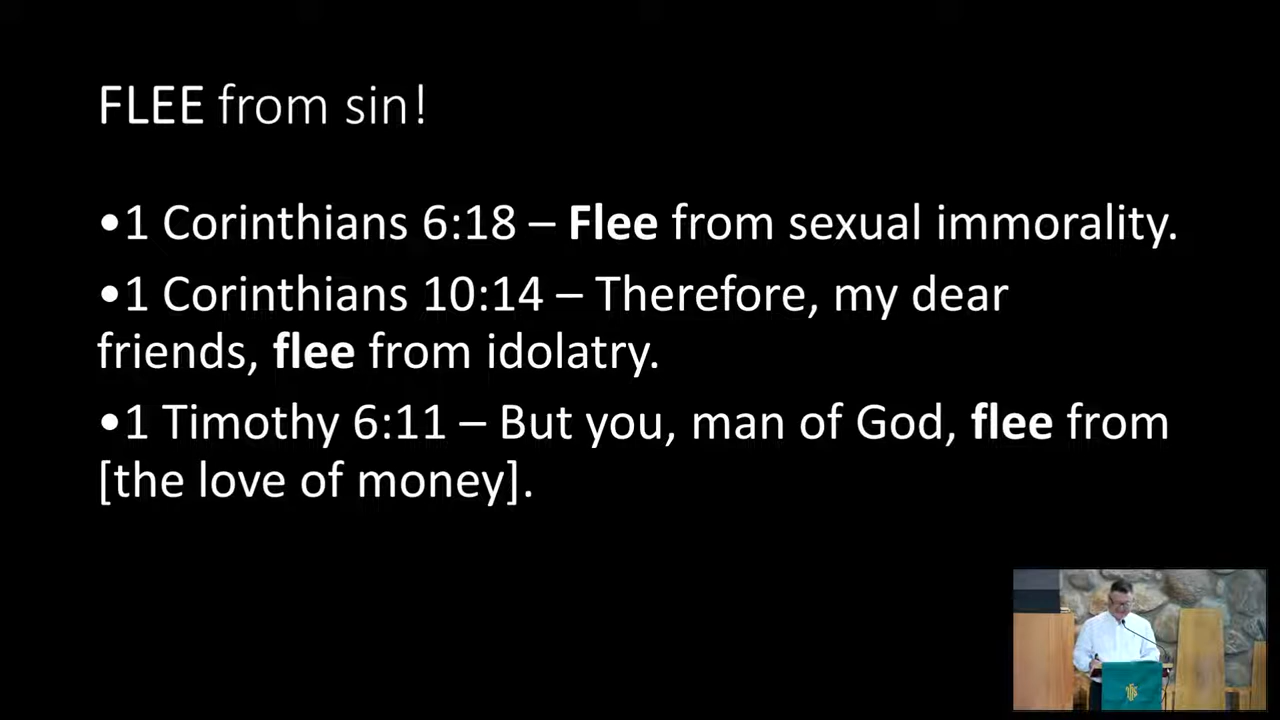 FLEE from sin!
•1 Corinthians 6:18 – Flee from sexual immorality.
•1 Corinthians 10:14 – Therefore, my dear
friends, flee from idolatry.
•1 Timothy 6:11 – But you, man of God, flee from
[the love of money].